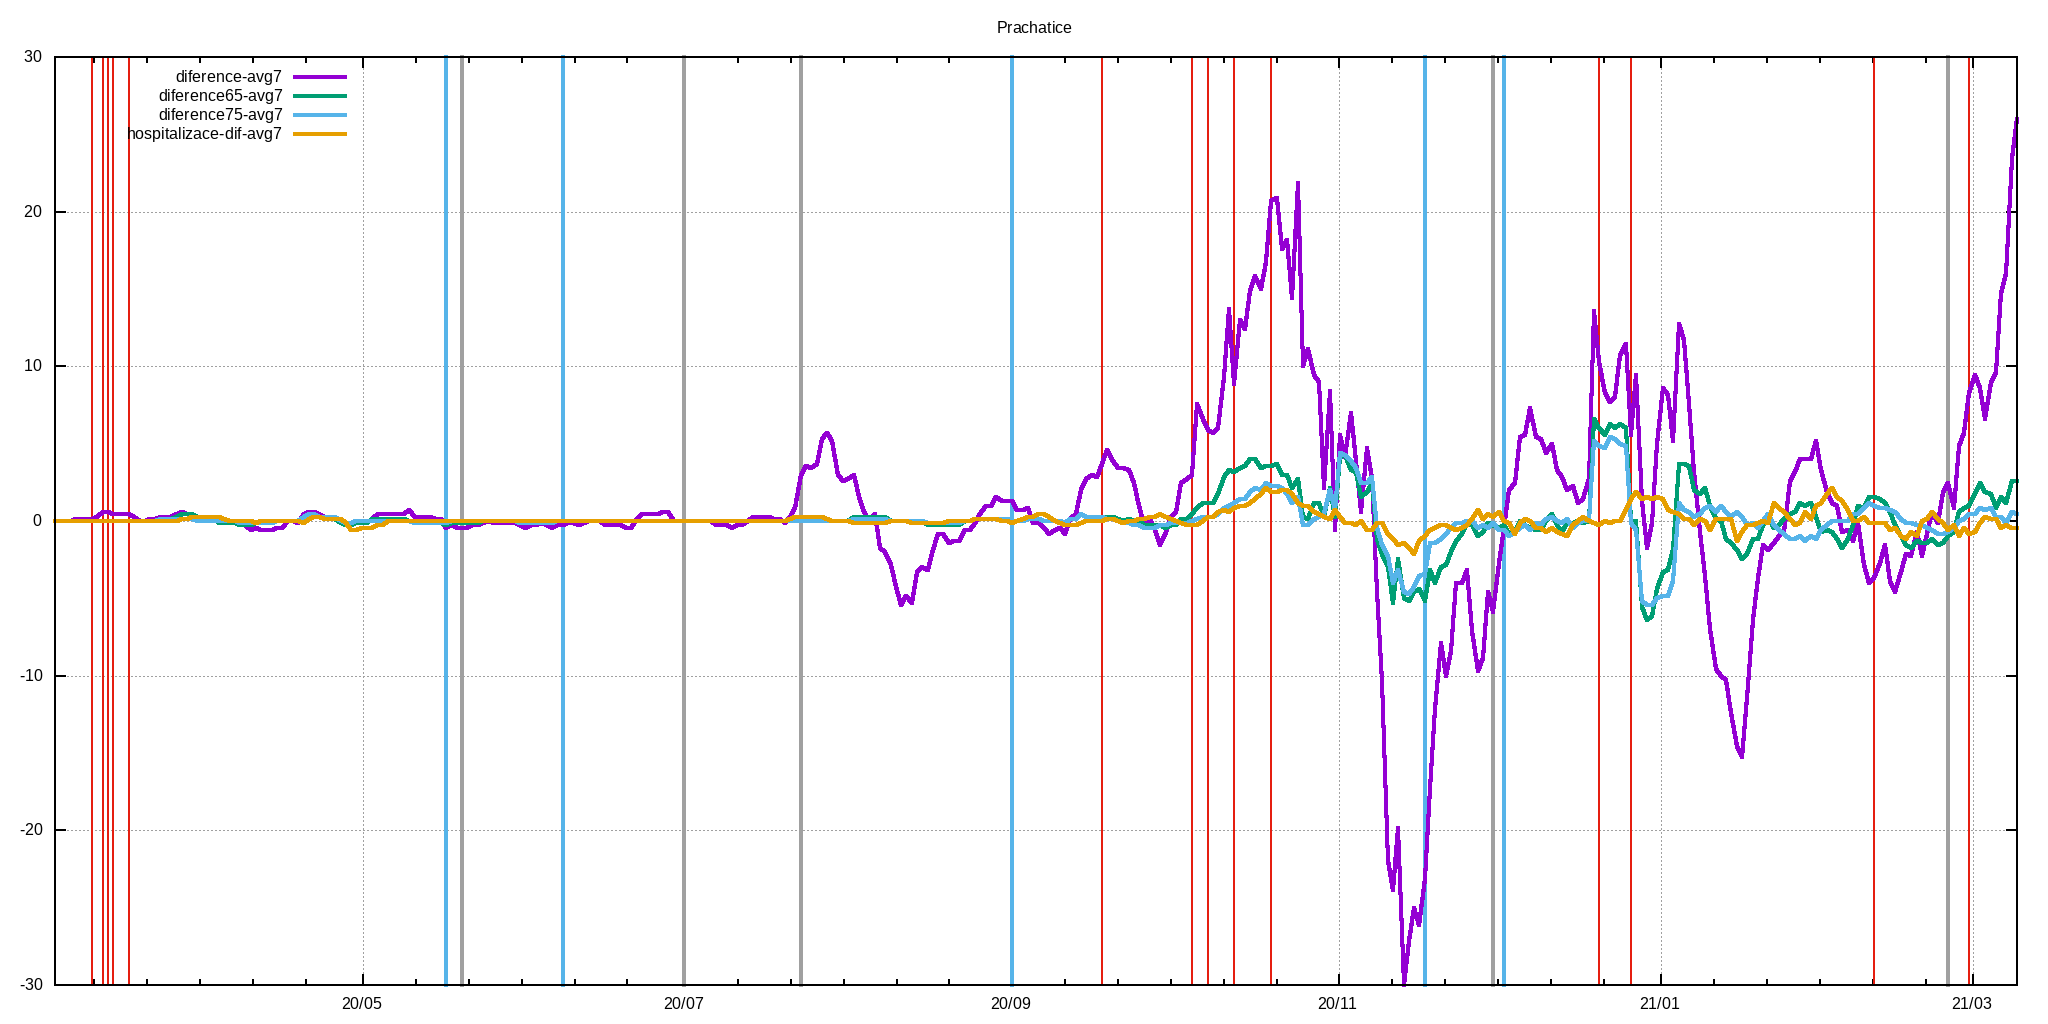 Prachatice
30
diference-avg7
diference65-avg7
diference75-avg7
hospitalizace-dif-avg7
20
10
0
-10
-20
-30
20/05 20/07 20/09 20/11 21/01 21/03